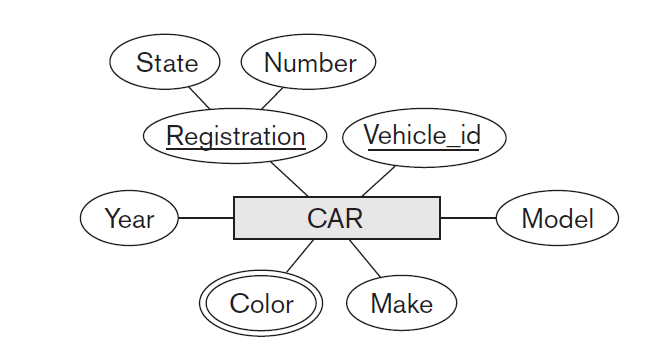 State
Number
Registration
Vehicle_id
Year
CAR
Model
Color
Make